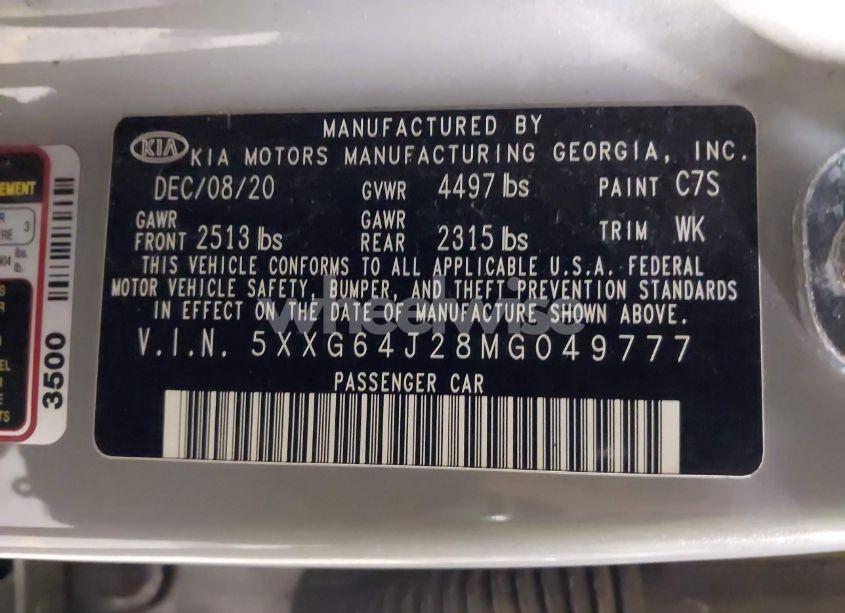 MANUFACTURED BY
KIA KIA MOTORS MANUFACTURING GEORGIA, INC.
DEC/08/20 GVWR 4497 lbs PAINT C7S
GAWR FRONT 2513 lbs GAWR REAR 2315 lbs TRIM WK
THIS VEHICLE CONFORMS TO ALL APPLICABLE U.S.A. FEDERAL
MOTOR VEHICLE SAFETY, BUMPER, AND THEFT PREVENTION STANDARDS
IN EFFECT ON THE DATE OF MANUFACTURE SHOWN ABOVE.
wheelwise
V.I.N. 5XXG64J28MG049777
PASSENGER CAR
3500